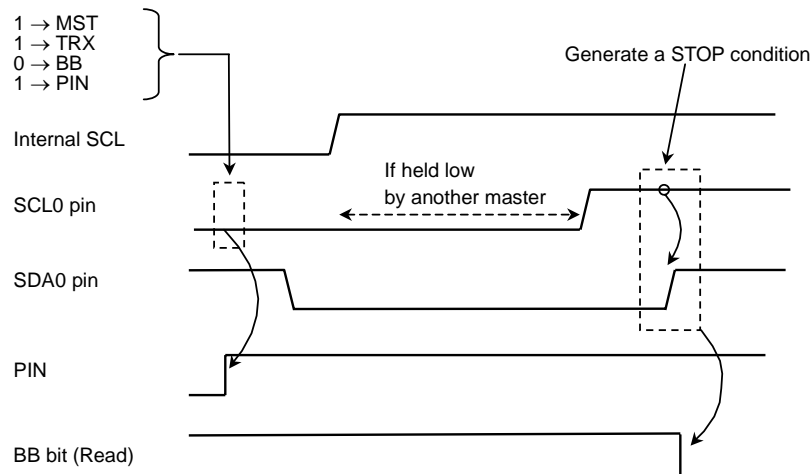 1 → MST
1 → TRX
0 → BB
1 → PIN
Generate a STOP condition
Internal SCL
If held low
by another master
SCL0 pin
SDA0 pin
PIN
BB bit (Read)